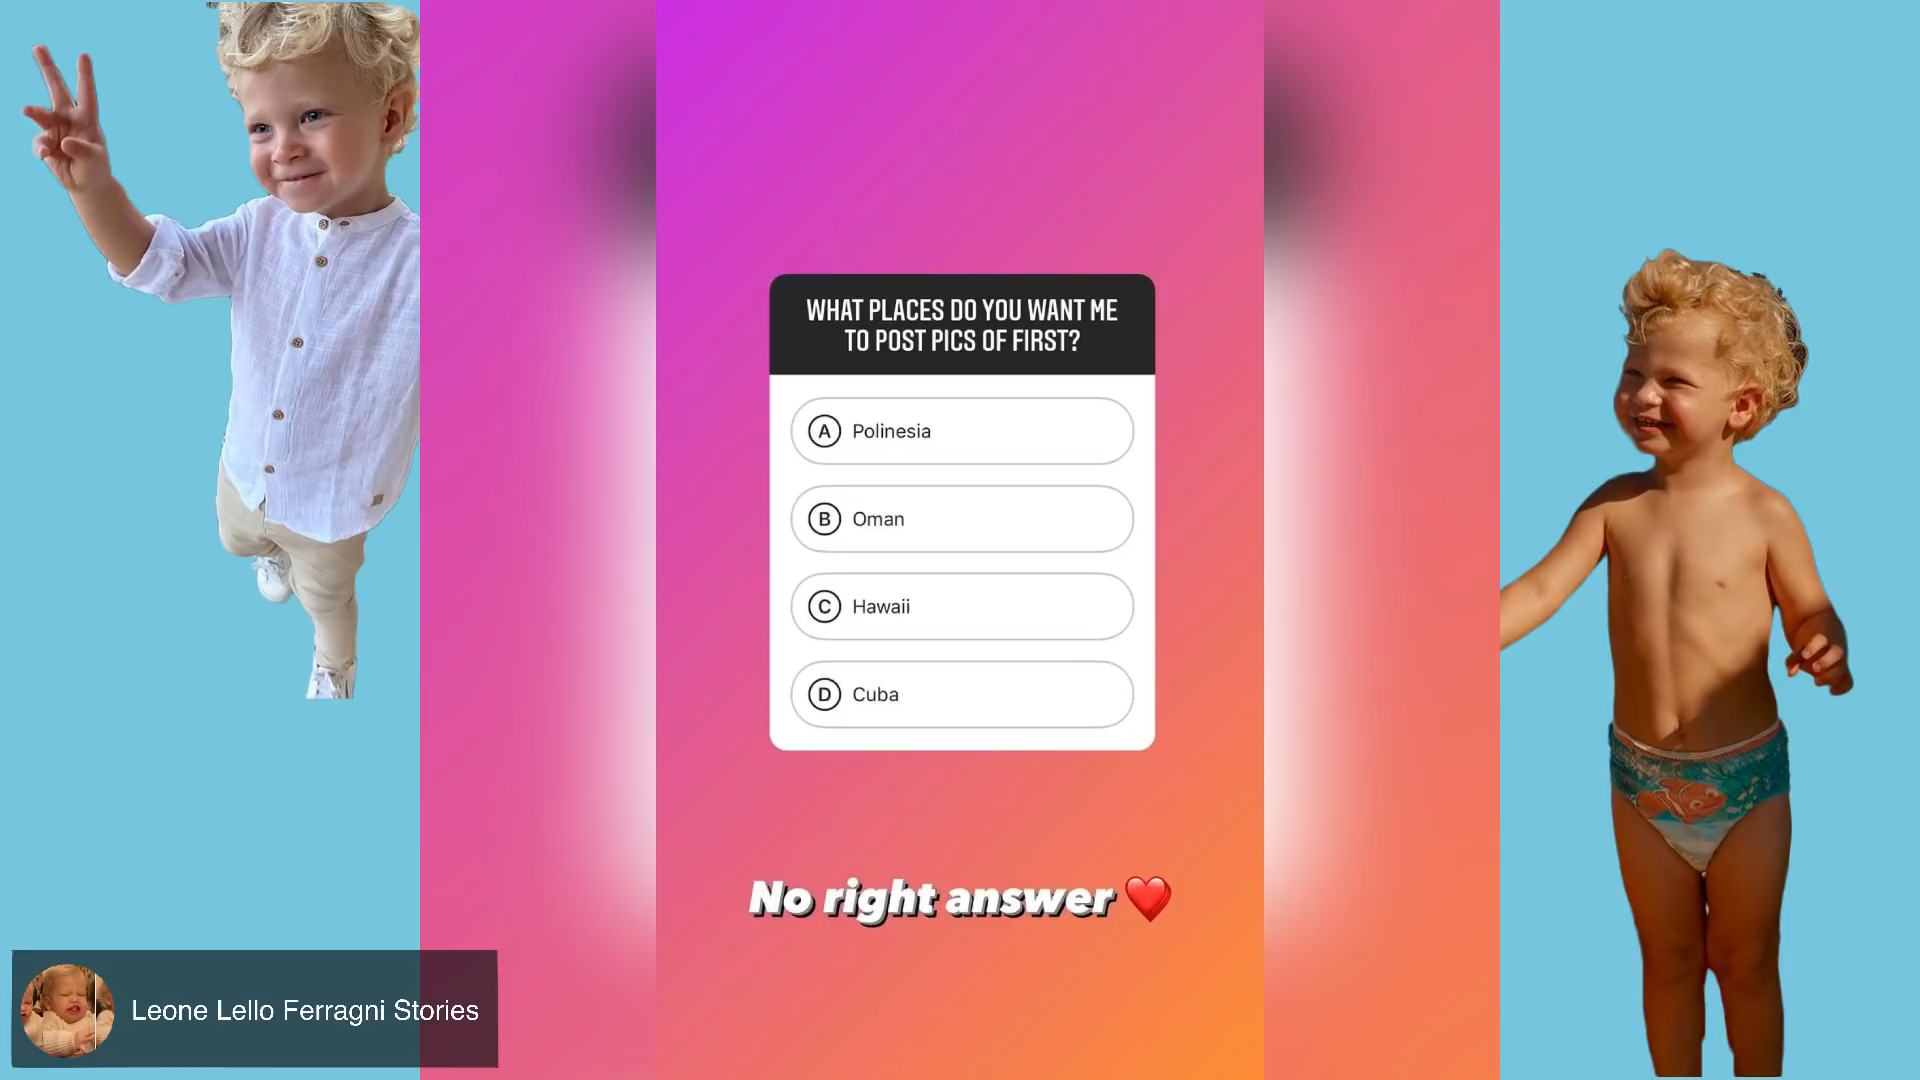 WHAT PLACES DO YOU WANT ME
TO POST PICS OF FIRST?
A Polinesia
B Oman
C Hawaii
D Cuba
No right answer ❤️
Leone Lello Ferragni Stories